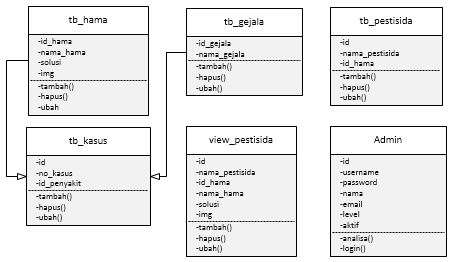 tb_hama
-id_hama
-nama_hama
-solusi
-img
-tambah()
-hapus()
-ubah
tb_gejala
-id_gejala
-nama_gejala
-tambah()
-hapus()
-ubah()
tb_pestisida
-id
-nama_pestisida
-id_hama
-tambah()
-hapus()
-ubah()
tb_kasus
-id
-no_kasus
-id_penyakit
-tambah()
-hapus()
-ubah()
view_pestisida
-id
-nama_pestisida
-id_hama
-nama_hama
-solusi
-img
-tambah()
-hapus()
-ubah()
Admin
-id
-username
-password
-nama
-email
-level
-aktif
-analisa()
-login()